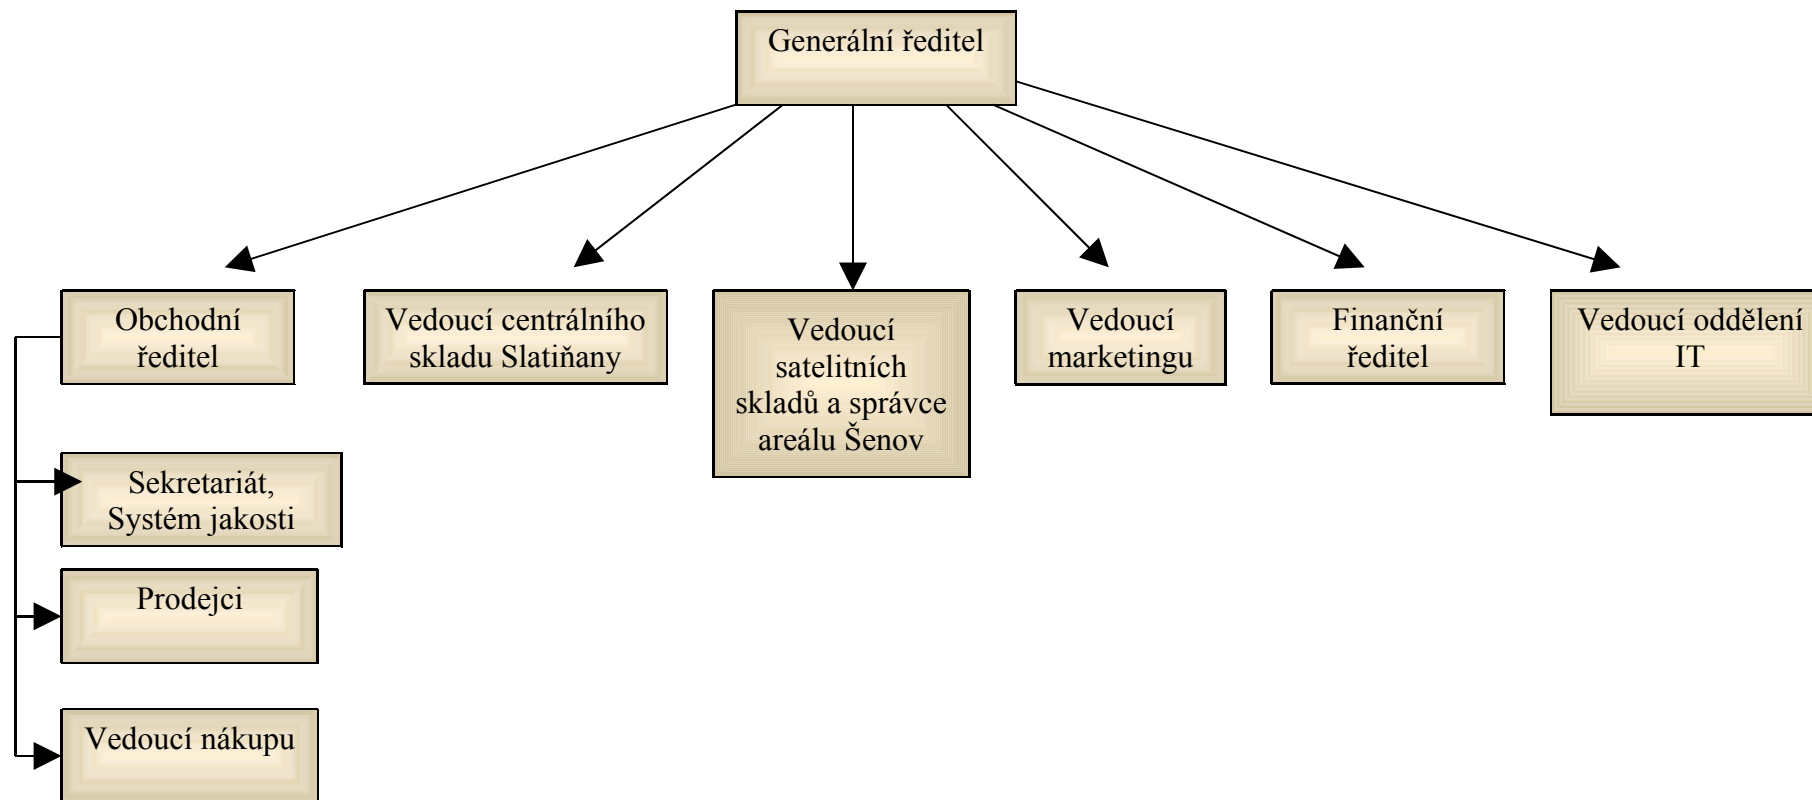 Generální ředitel
Obchodní
ředitel
Vedoucí centrálního
skladu Slatiňany
Vedoucí
satelitních
skladů a správce
areálu Šenov
Vedoucí
marketingu
Finanční
ředitel
Vedoucí oddělení
IT
Sekretariát,
Systém jakosti
Prodejci
Vedoucí nákupu